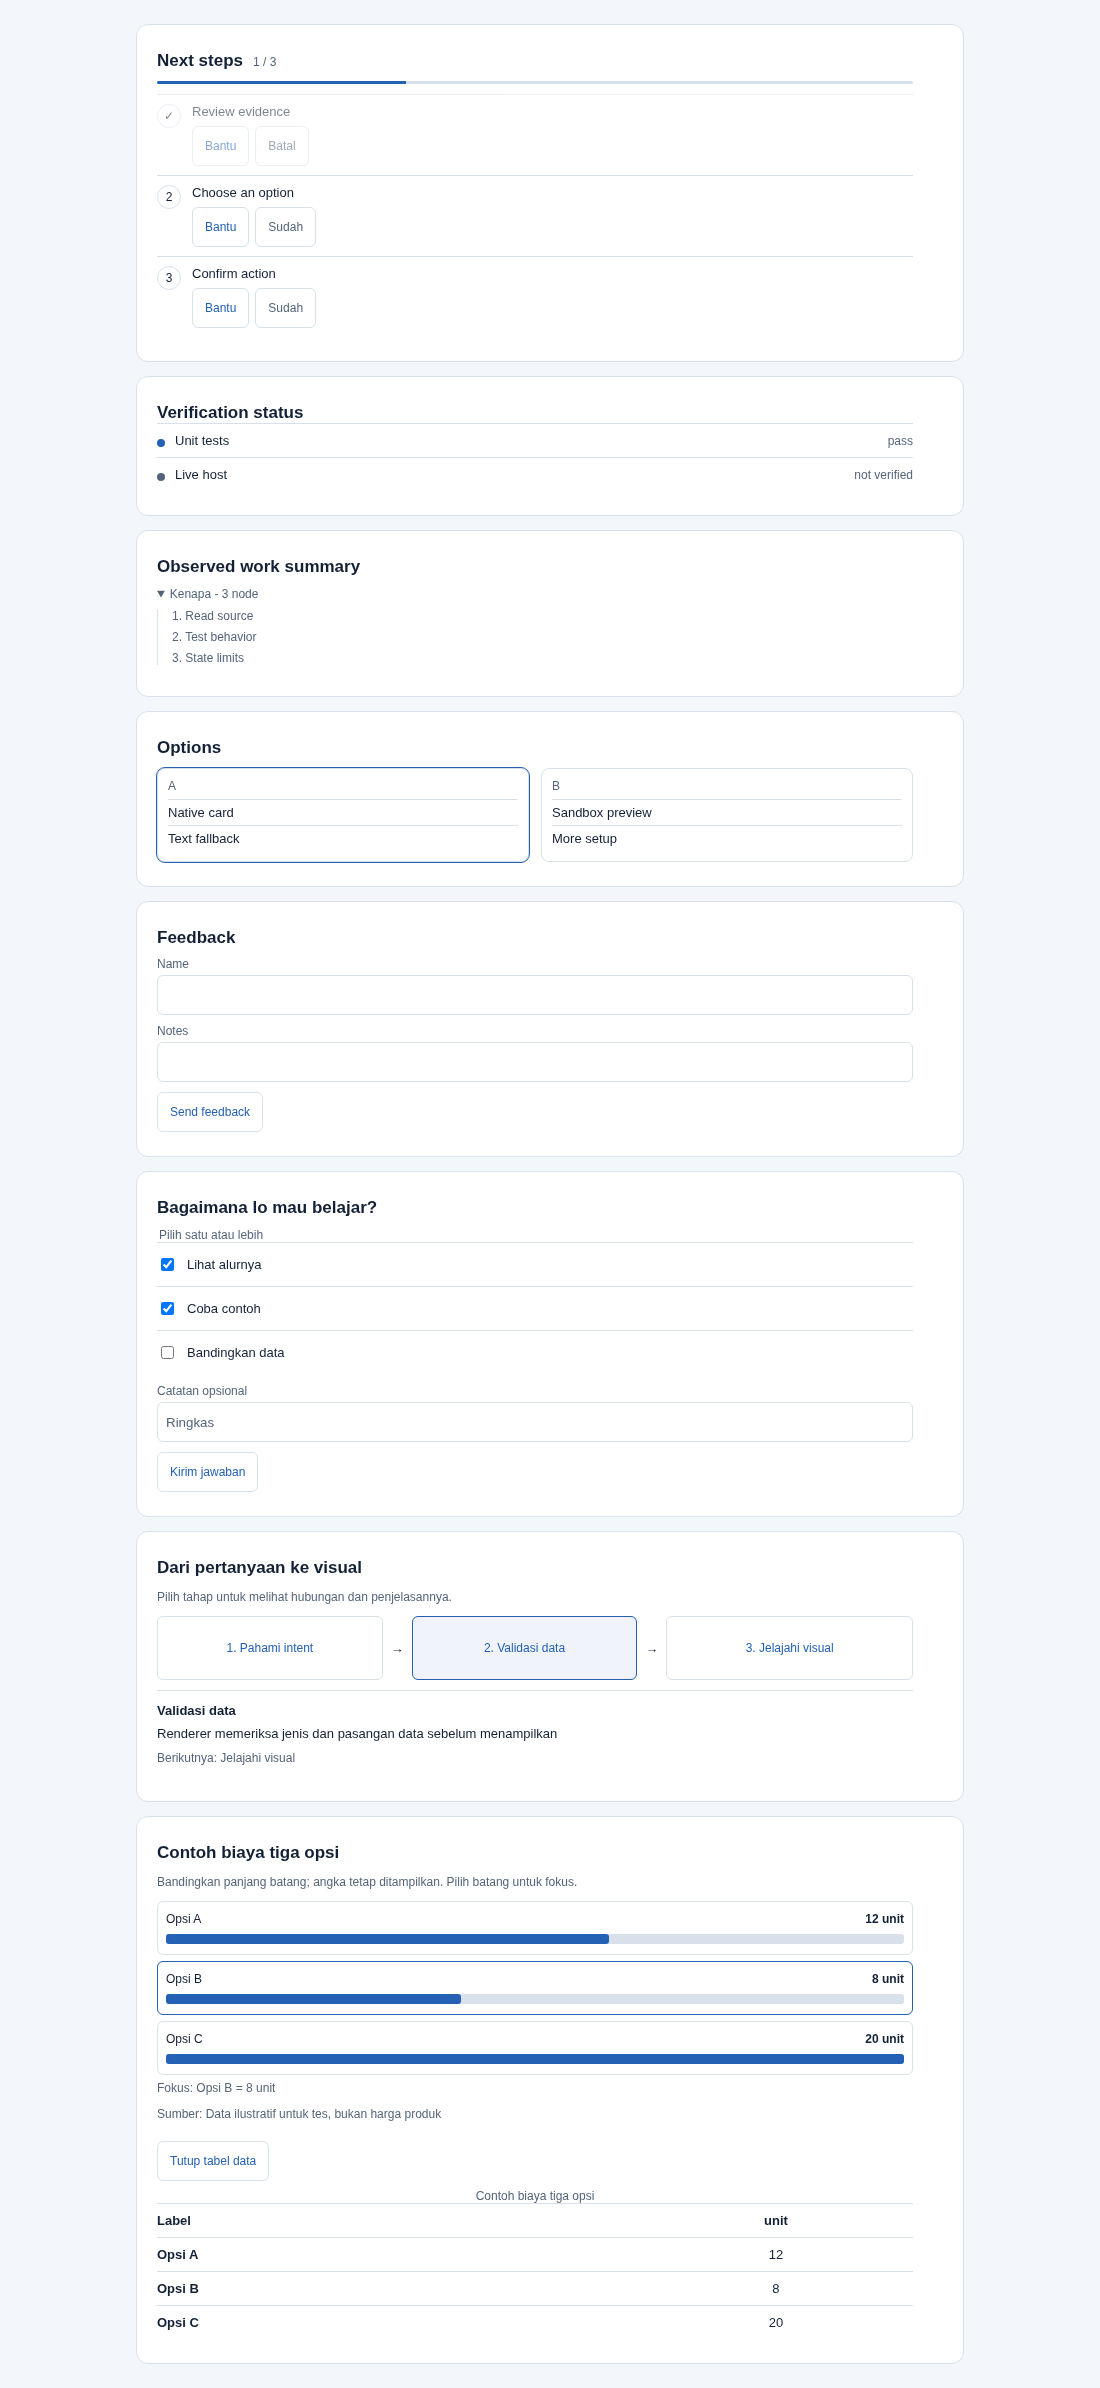 Next steps 1 / 3
✓ Review evidence
Bantu Batal
2 Choose an option
Bantu Sudah
3 Confirm action
Bantu Sudah
Verification status
Unit tests pass
Live host not verified
Observed work summary
▼ Kenapa - 3 node
1. Read source
2. Test behavior
3. State limits
Options
A
Native card
Text fallback
B
Sandbox preview
More setup
Feedback
Name
Notes
Send feedback
Bagaimana lo mau belajar?
Pilih satu atau lebih
Lihat alurnya
Coba contoh
Bandingkan data
Catatan opsional
Ringkas
Kirim jawaban
Dari pertanyaan ke visual
Pilih tahap untuk melihat hubungan dan penjelasannya.
1. Pahami intent → 2. Validasi data → 3. Jelajahi visual
Validasi data
Renderer memeriksa jenis dan pasangan data sebelum menampilkan
Berikutnya: Jelajahi visual
Contoh biaya tiga opsi
Bandingkan panjang batang; angka tetap ditampilkan. Pilih batang untuk fokus.
Opsi A 12 unit
Opsi B 8 unit
Opsi C 20 unit
Fokus: Opsi B = 8 unit
Sumber: Data ilustratif untuk tes, bukan harga produk
Tutup tabel data
Contoh biaya tiga opsi
Label unit
Opsi A 12
Opsi B 8
Opsi C 20